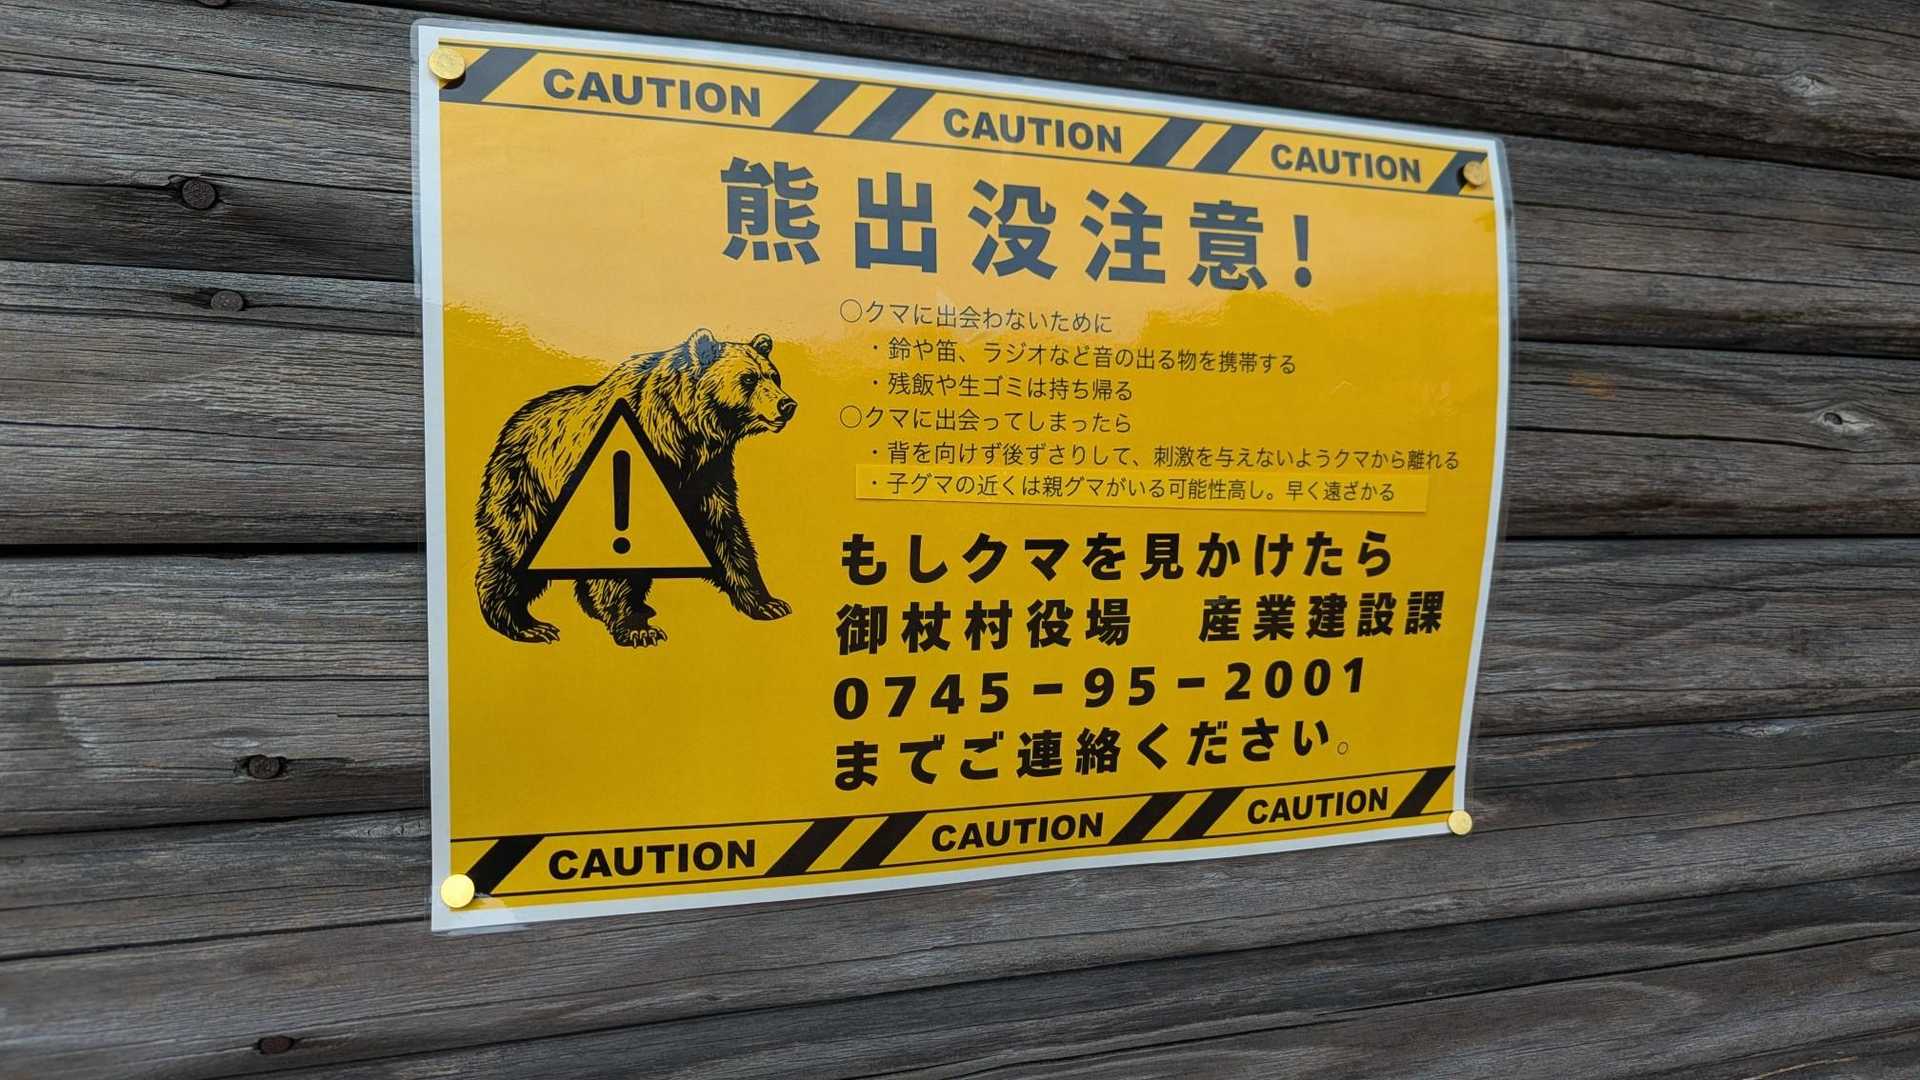 CAUTION CAUTION CAUTION
熊出没注意!
○クマに出会わないために
・鈴や笛、ラジオなど音の出る物を携帯する
・残飯や生ゴミは持ち帰る
○クマに出会ってしまったら
・背を向けず後ずさりして、刺激を与えないようクマから離れる
・子グマの近くは親グマがいる可能性高し。早く遠ざかる
もしクマを見かけたら
御杖村役場　産業建設課
0745-95-2001
までご連絡ください。
CAUTION CAUTION CAUTION